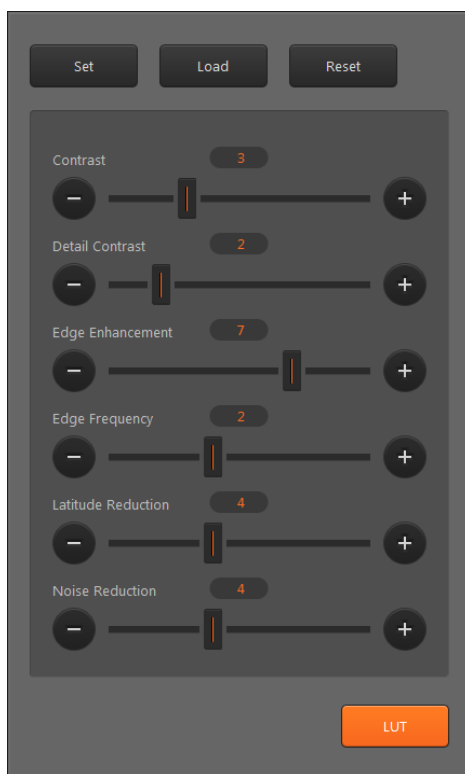 Set Load Reset
Contrast 3
− +
Detail Contrast 2
− +
Edge Enhancement 7
− +
Edge Frequency 2
− +
Latitude Reduction 4
− +
Noise Reduction 4
− +
LUT